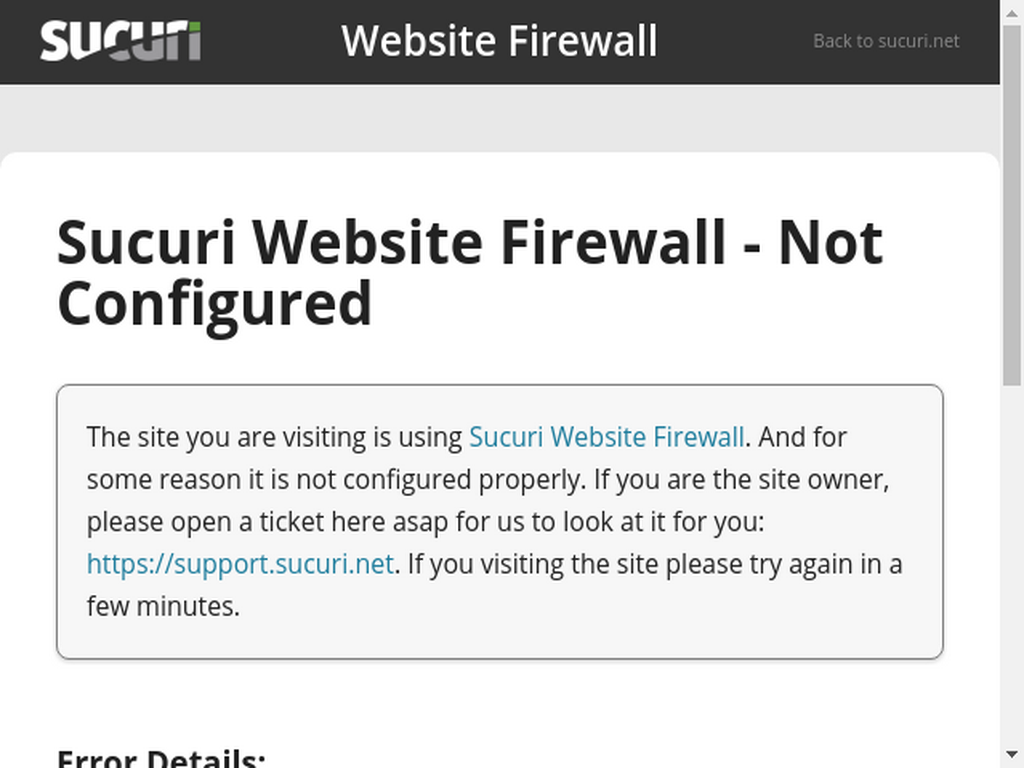 sucuri
Website Firewall
Back to sucuri.net
Sucuri Website Firewall - Not
Configured
The site you are visiting is using Sucuri Website Firewall. And for
some reason it is not configured properly. If you are the site owner,
please open a ticket here asap for us to look at it for you:
https://support.sucuri.net. If you visiting the site please try again in a
few minutes.
Error Details: